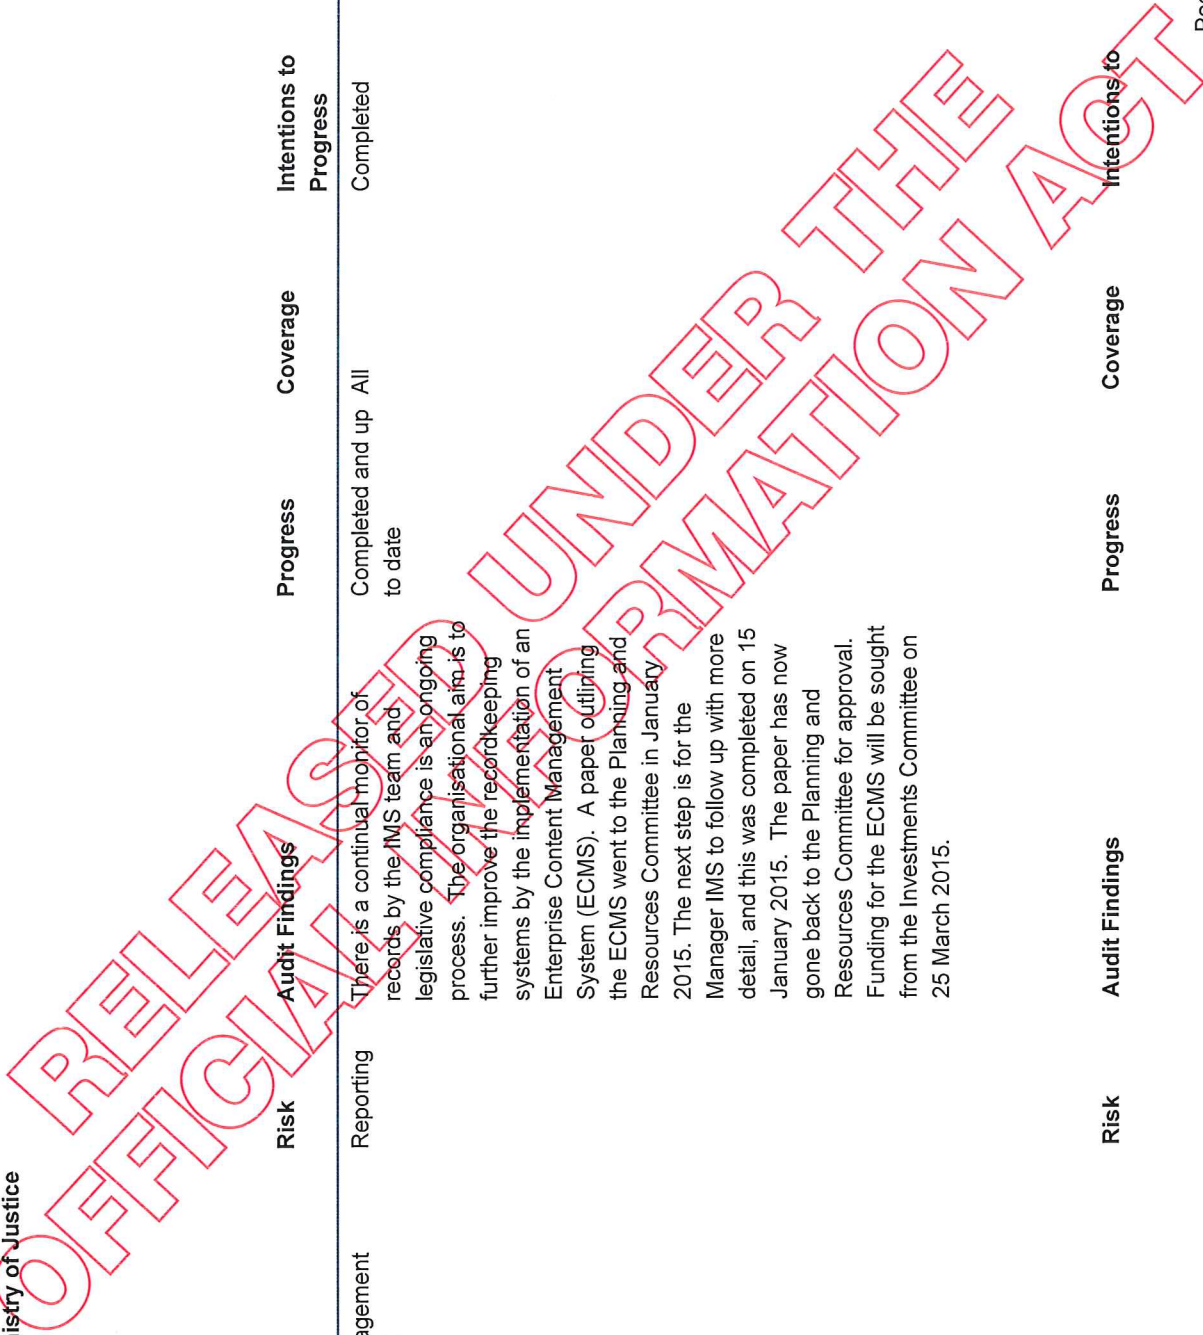 istry of Justice
Risk Audit Findings Progress Coverage Intentions to
Progress
agement Reporting There is a continual monitor of Completed and up All Completed
records by the IMS team and to date
legislative compliance is an ongoing
process. The organisational aim is to
further improve the recordkeeping
systems by the implementation of an
Enterprise Content Management
System (ECMS). A paper outlining
the ECMS went to the Planning and
Resources Committee in January
2015. The next step is for the
Manager IMS to follow up with more
detail, and this was completed on 15
January 2015. The paper has now
gone back to the Planning and
Resources Committee for approval.
Funding for the ECMS will be sought
from the Investments Committee on
25 March 2015.
Risk Audit Findings Progress Coverage Intentions to
RELEASED UNDER THE
OFFICIAL INFORMATION ACT